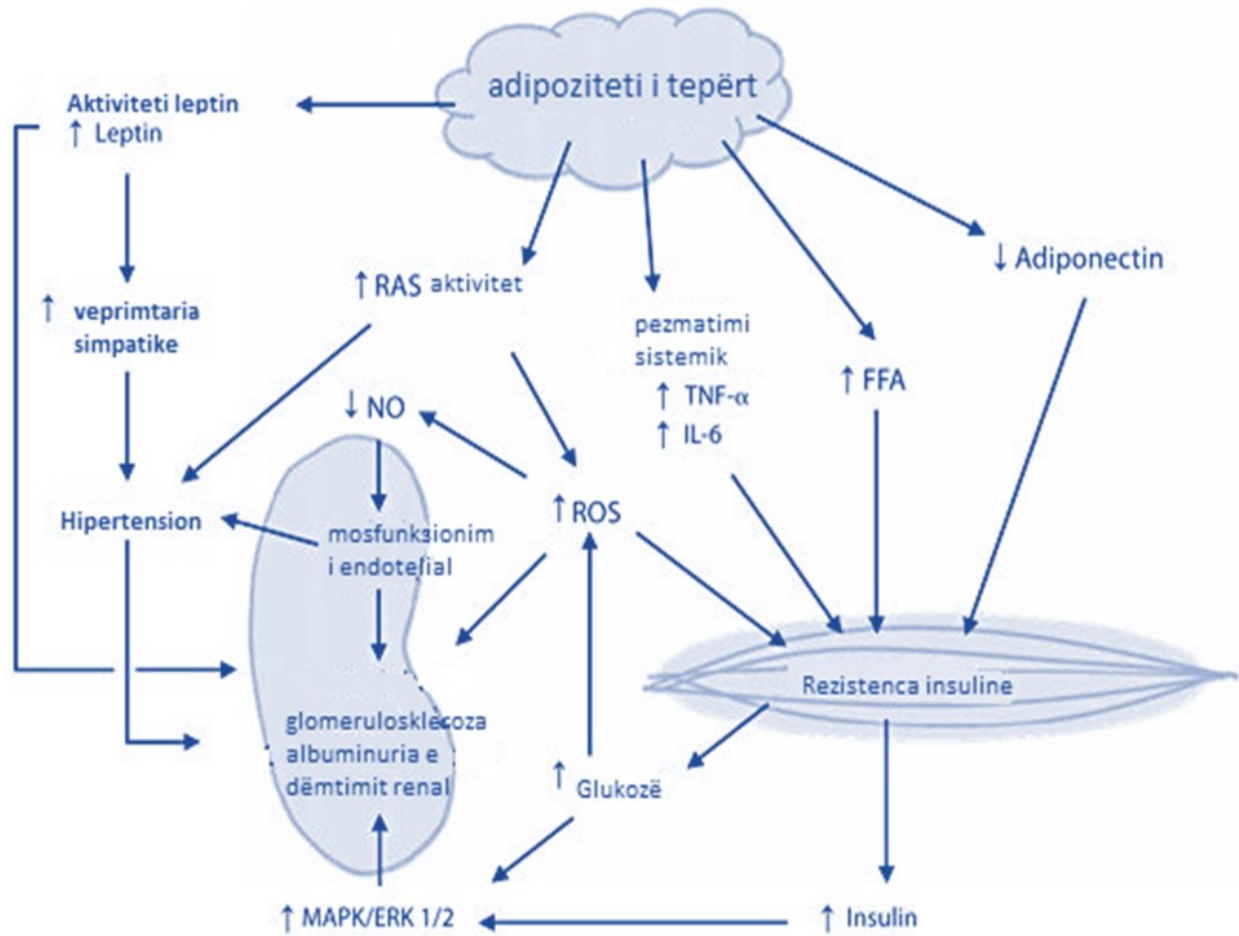 adipoziteti i tepërt
Aktiviteti leptin
↑ Leptin
↓ Adiponectin
↑ RAS aktivitet
↑ veprimtaria
simpatike
pezmatimi
sistemik
↑ TNF-α
↑ IL-6
↑ FFA
↓ NO
Hipertension
↑ ROS
mosfunksionim
i endotelial
Rezistenca insuline
glomerulosklecoza
albuminuria e
dëmtimit renal
↑ Glukozë
↑ MAPK/ERK 1/2
↑ Insulin